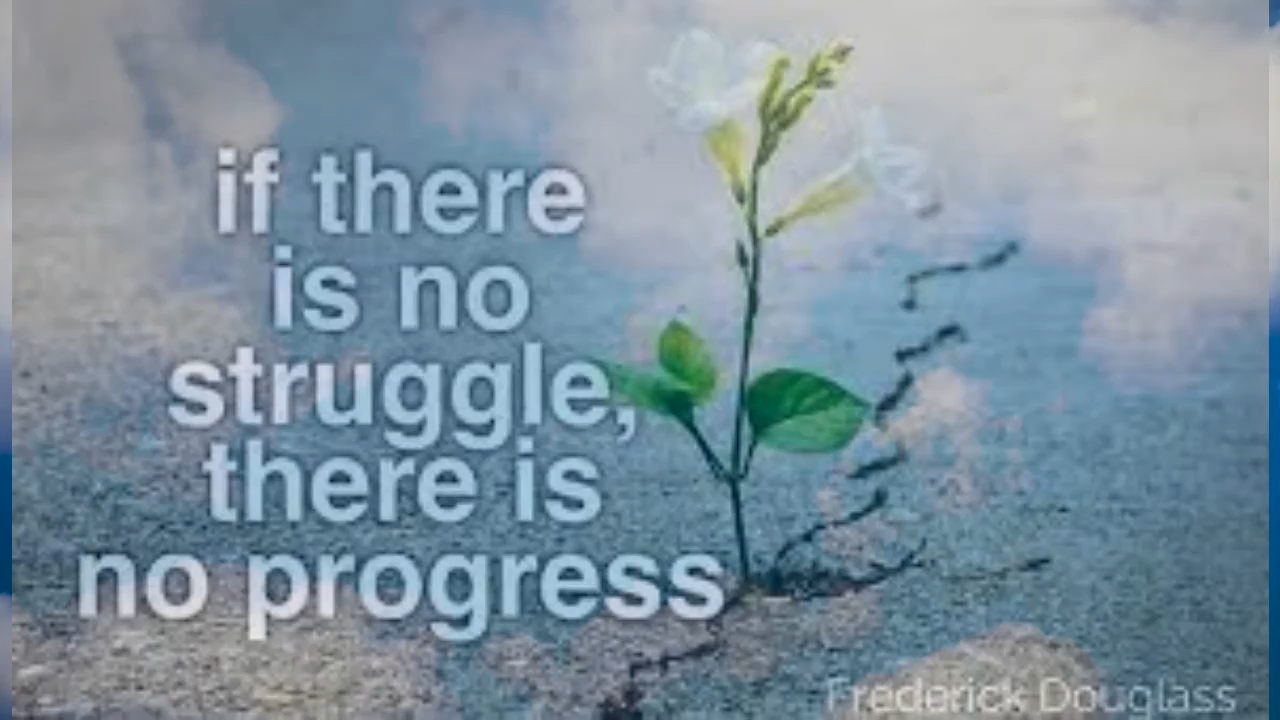 if there
is no
struggle,
there is
no progress
Frederick Douglass